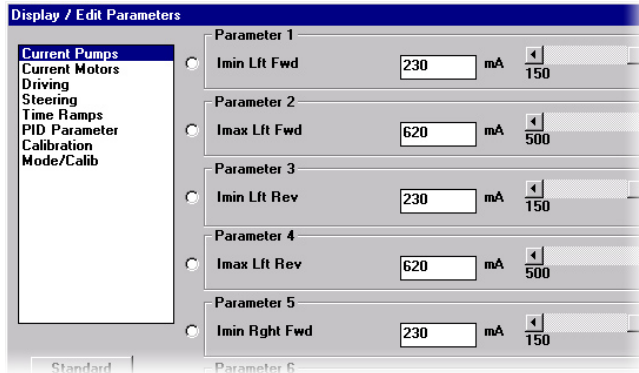 Display / Edit Parameters
Current Pumps
Current Motors
Driving
Steering
Time Ramps
PID Parameter
Calibration
Mode/Calib
Standard
Parameter 1
Imin Lft Fwd 230 mA 150
Parameter 2
Imax Lft Fwd 620 mA 500
Parameter 3
Imin Lft Rev 230 mA 150
Parameter 4
Imax Lft Rev 620 mA 500
Parameter 5
Imin Rght Fwd 230 mA 150
Parameter 6